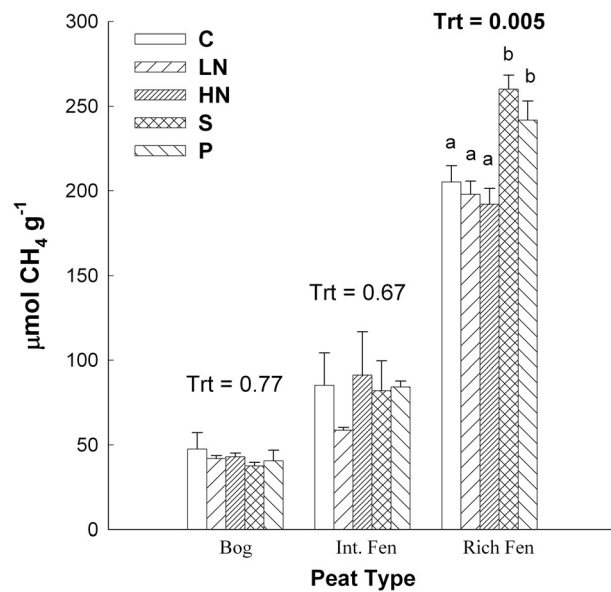 300
250
200
150
100
50
0
μmol CH₄ g⁻¹
C
LN
HN
S
P
Trt = 0.005
b
b
a
a
a
Trt = 0.67
Trt = 0.77
Bog
Int. Fen
Rich Fen
Peat Type